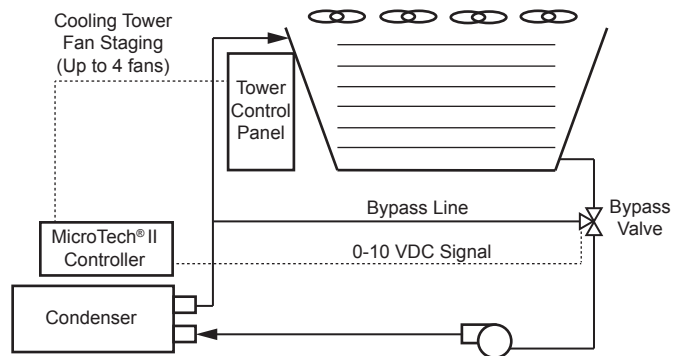 Cooling Tower
Fan Staging
(Up to 4 fans)
Tower
Control
Panel
Bypass Line
Bypass
Valve
MicroTech® II
Controller
0-10 VDC Signal
Condenser